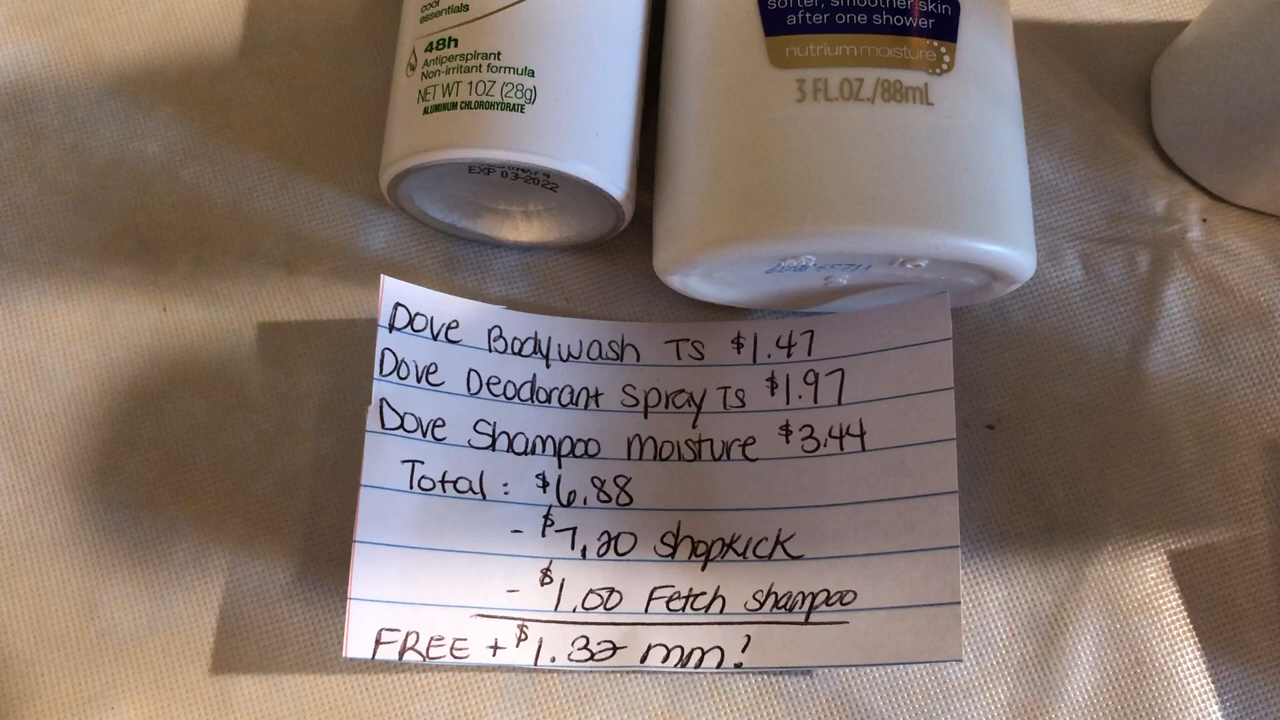 cool
essentials
48h
Antiperspirant
Non-irritant formula
NET WT 1OZ (28g)
ALUMINUM CHLOROHYDRATE
EXP 03-2022
softer, smoother skin
after one shower
nutriummoisture
3 FL.OZ./88mL
Dove Bodywash TS $1.47
Dove Deodorant Spray TS $1.97
Dove Shampoo Moisture $3.44
Total: $6.88
- $7.20 Shopkick
- $1.00 Fetch shampoo
FREE + $1.32 mm!